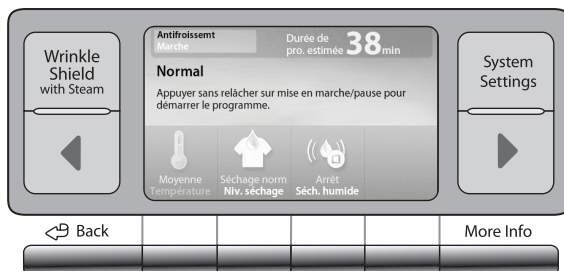 Wrinkle
Shield
with Steam
Antifroissemt
Marche
Durée de
pro. estimée 38 min
Normal
Appuyer sans relâcher sur mise en marche/pause pour
démarrer le programme.
Moyenne
Température
Séchage norm
Niv. séchage
Arrêt
Séch. humide
System
Settings
Back
More Info